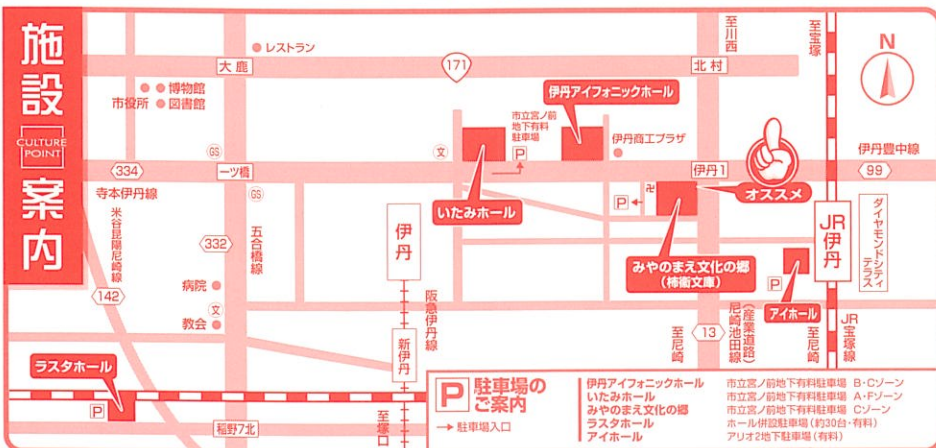 施設案内
CULTURE
POINT
レストラン
大鹿
171
北村
至川西
至宝塚
N
博物館
市役所
図書館
伊丹アイフォニックホール
市立宮ノ前
地下有料
駐車場
P
伊丹商工プラザ
GS
文
334
一ツ橋
伊丹1
伊丹豊中線
99
寺本伊丹線
GS
いたみホール
P
卍
オススメ
米谷昆陽尼崎線
332
五合橋線
伊丹
JR伊丹
ダイヤモンドシティ
テラス
みやのまえ文化の郷
(柿衞文庫)
P
アイホール
142
病院
文
教会
阪急伊丹線
新伊丹
至尼崎
13
(産業道路)
尼崎池田線
至尼崎
JR宝塚線
ラスタホール
P
稲野7北
至塚口
P
駐車場の
ご案内
→ 駐車場入口
伊丹アイフォニックホール 市立宮ノ前地下有料駐車場 B・Cゾーン
いたみホール 市立宮ノ前地下有料駐車場 A・Fゾーン
みやのまえ文化の郷 市立宮ノ前地下有料駐車場 Cゾーン
ラスタホール ホール併設駐車場(約30台・有料)
アイホール アリオ2地下駐車場(有料)